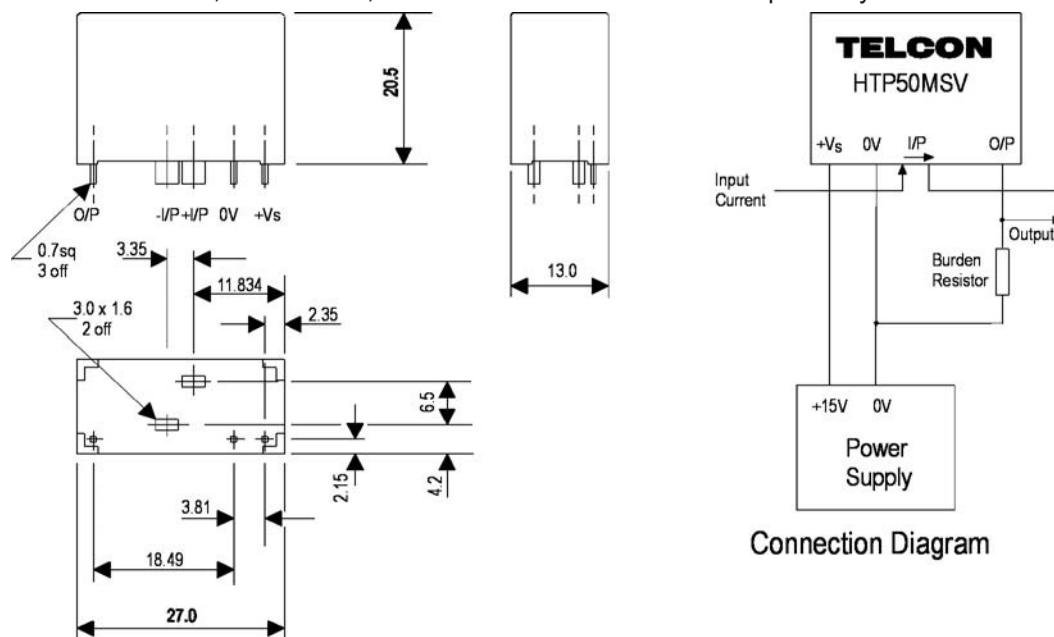 20.5
O/P
-I/P
+I/P
0V
+Vs
0.7sq
3 off
3.35
11.834
3.0 x 1.6
2 off
2.35
6.5
2.15
4.2
3.81
18.49
27.0
13.0
TELCON
HTP50MSV
+Vs
0V
I/P
O/P
Input
Current
Output
Burden
Resistor
+15V
0V
Power
Supply
Connection Diagram